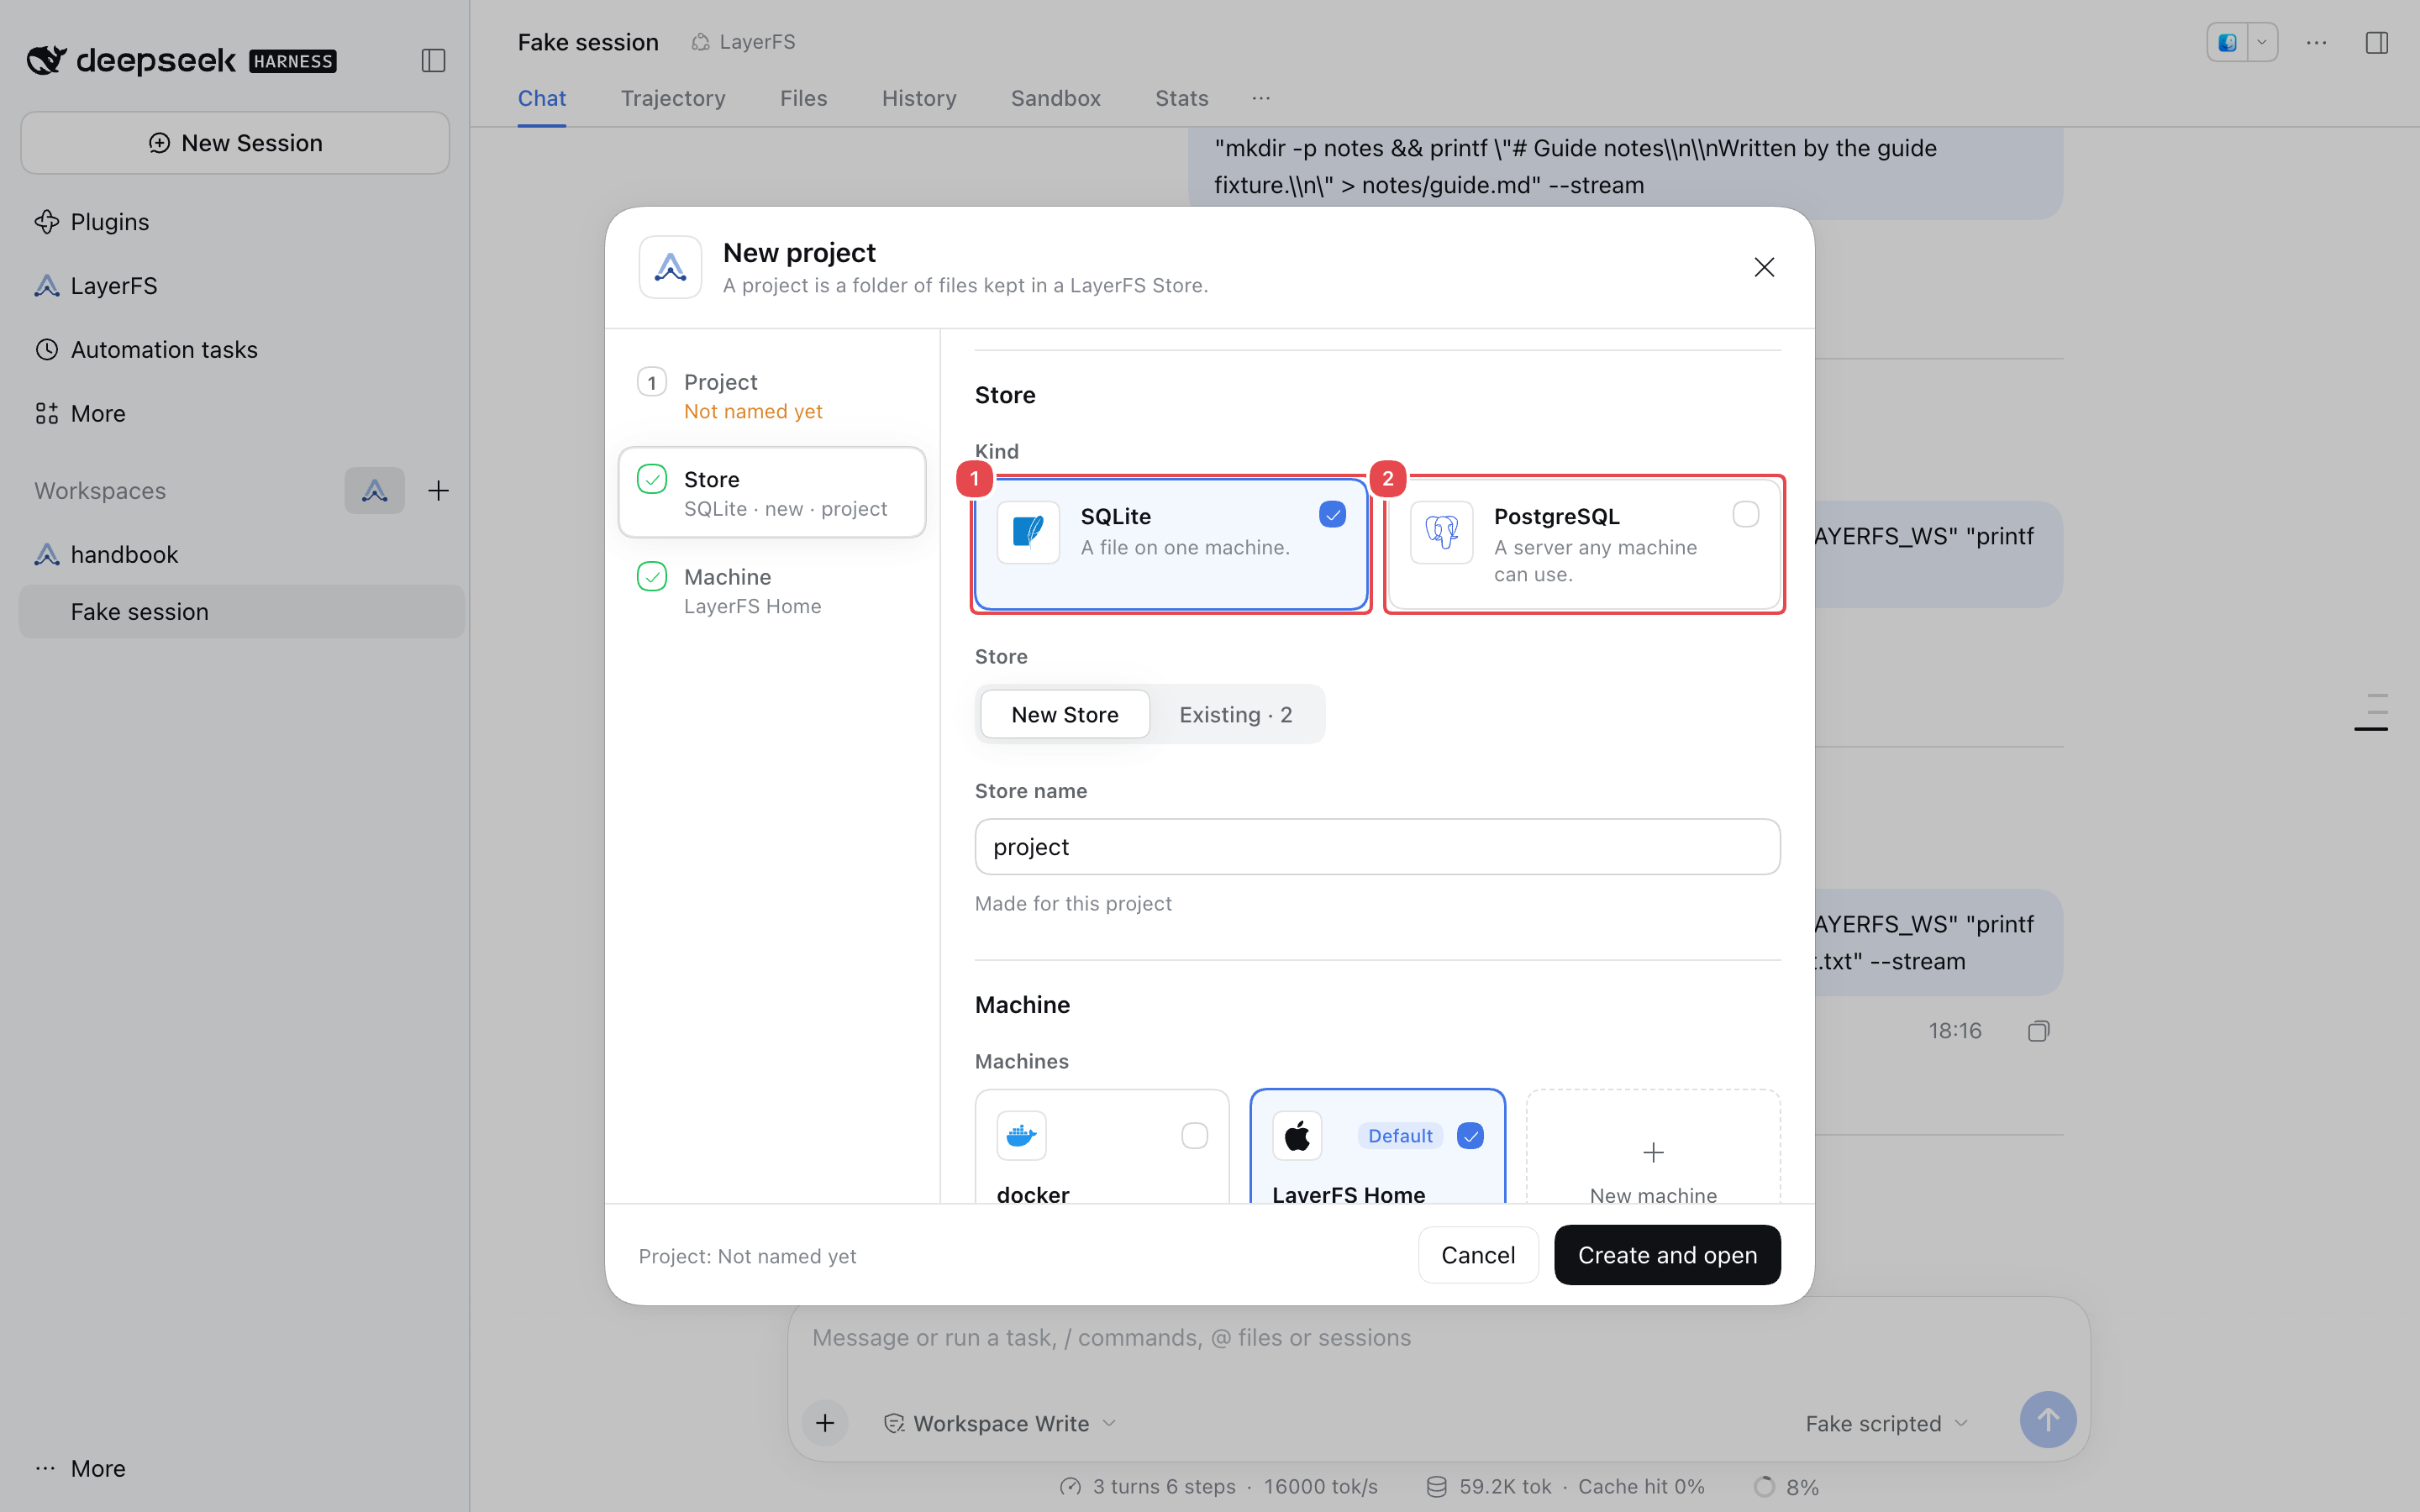 deepseek HARNESS
New Session
Plugins
LayerFS
Automation tasks
More
Workspaces
handbook
Fake session
More
Fake session LayerFS
Chat Trajectory Files History Sandbox Stats
"mkdir -p notes && printf \"# Guide notes\\n\\nWritten by the guide
fixture.\\n\" > notes/guide.md" --stream
New project
A project is a folder of files kept in a LayerFS Store.
1 Project
Not named yet
Store
SQLite · new · project
Machine
LayerFS Home
Store
Kind
1
SQLite
A file on one machine.
2
PostgreSQL
A server any machine
can use.
Store
New Store Existing · 2
Store name
project
Made for this project
Machine
Machines
docker
Default
LayerFS Home
New machine
Project: Not named yet
Cancel Create and open
AYERFS_WS" "printf
AYERFS_WS" "printf
t.txt" --stream
18:16
Message or run a task, / commands, @ files or sessions
Workspace Write
Fake scripted
3 turns 6 steps · 16000 tok/s 59.2K tok · Cache hit 0% 8%